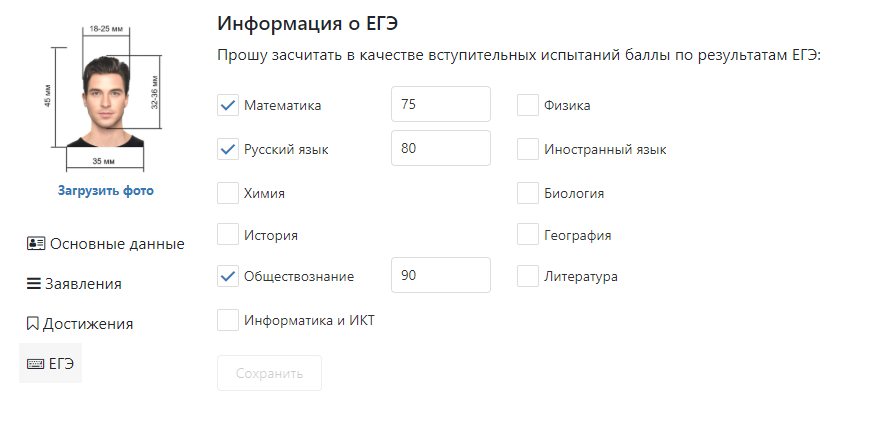 18-25 мм
45 мм
32-36 мм
35 мм
Загрузить фото
Основные данные
Заявления
Достижения
ЕГЭ
Информация о ЕГЭ
Прошу засчитать в качестве вступительных испытаний баллы по результатам ЕГЭ:
Математика 75 Физика
Русский язык 80 Иностранный язык
Химия Биология
История География
Обществознание 90 Литература
Информатика и ИКТ
Сохранить